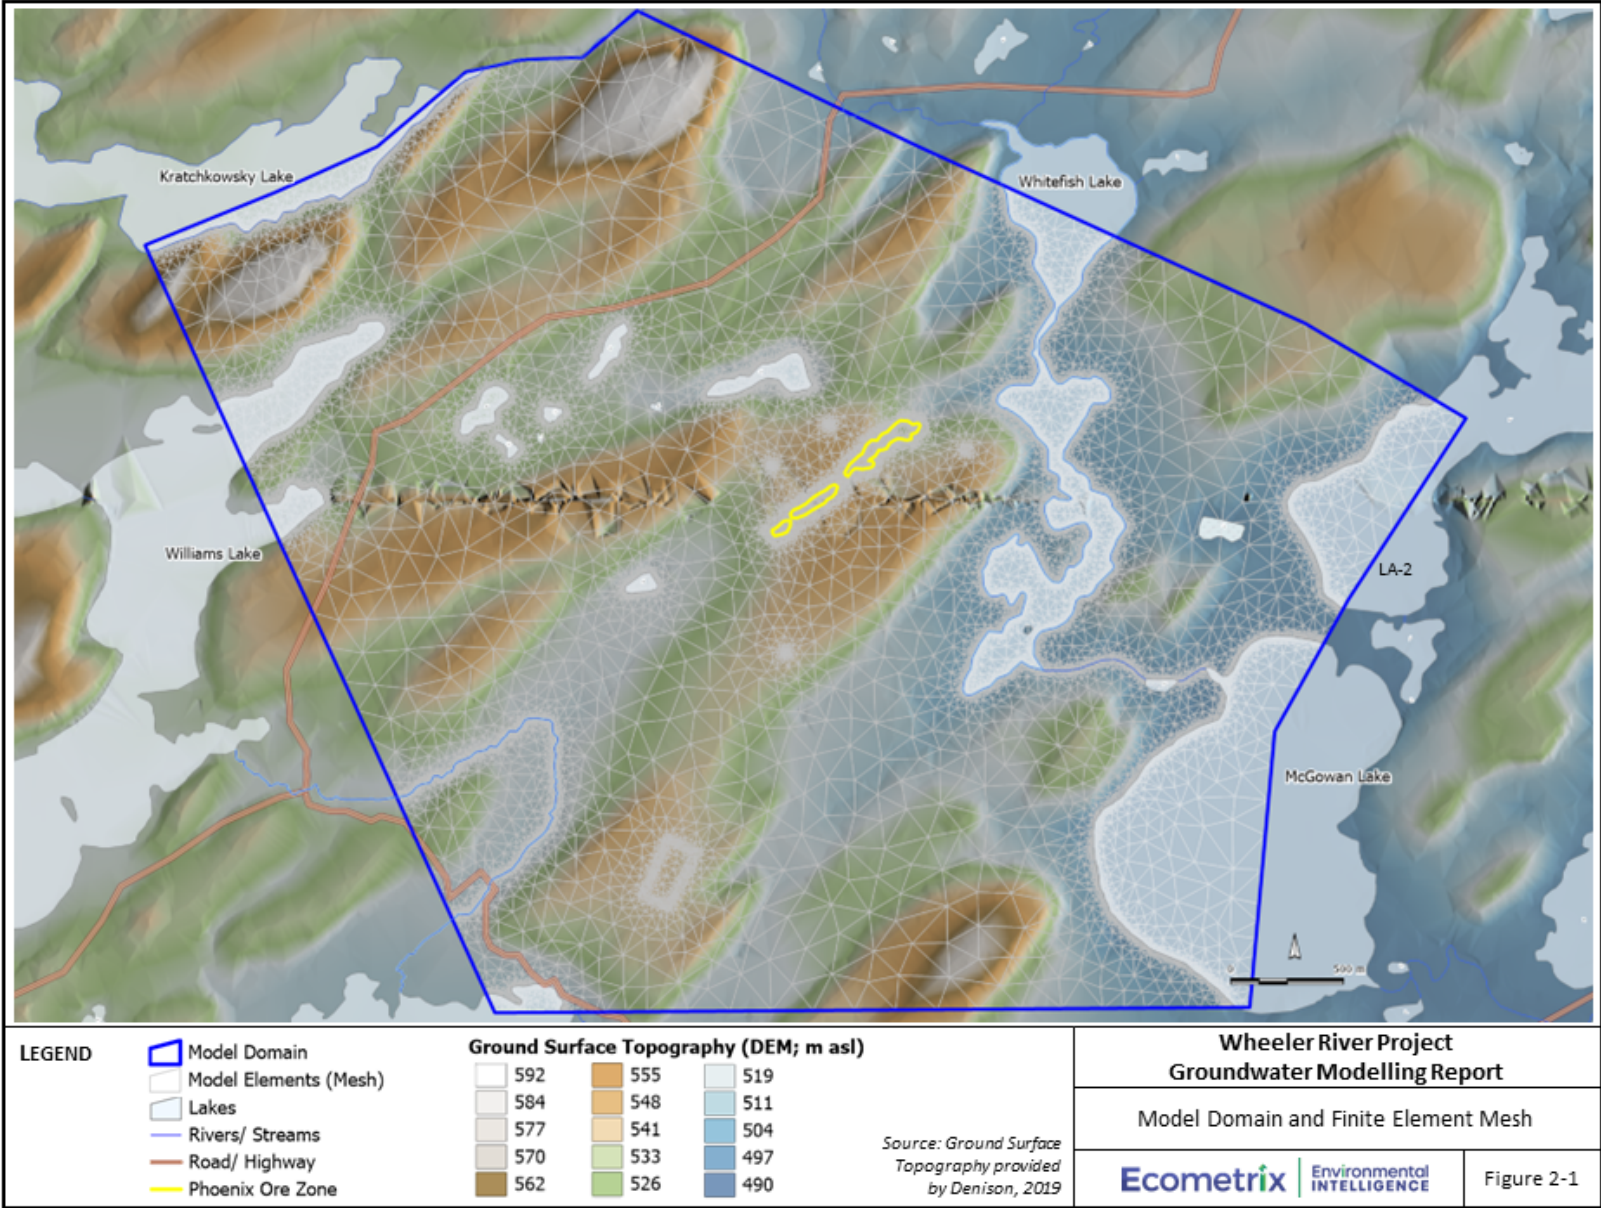 Kratchkowsky Lake
Whitefish Lake
Williams Lake
LA-2
McGowan Lake
0 500 m
LEGEND
Model Domain
Model Elements (Mesh)
Lakes
Rivers/ Streams
Road/ Highway
Phoenix Ore Zone
Ground Surface Topography (DEM; m asl)
592
584
577
570
562
555
548
541
533
526
519
511
504
497
490
Source: Ground Surface
Topography provided
by Denison, 2019
Wheeler River Project
Groundwater Modelling Report
Model Domain and Finite Element Mesh
Ecometrix
Environmental
INTELLIGENCE
Figure 2-1